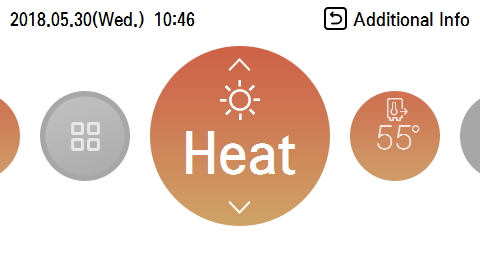 2018.05.30(Wed.) 10:46
Additional Info
Heat
55°